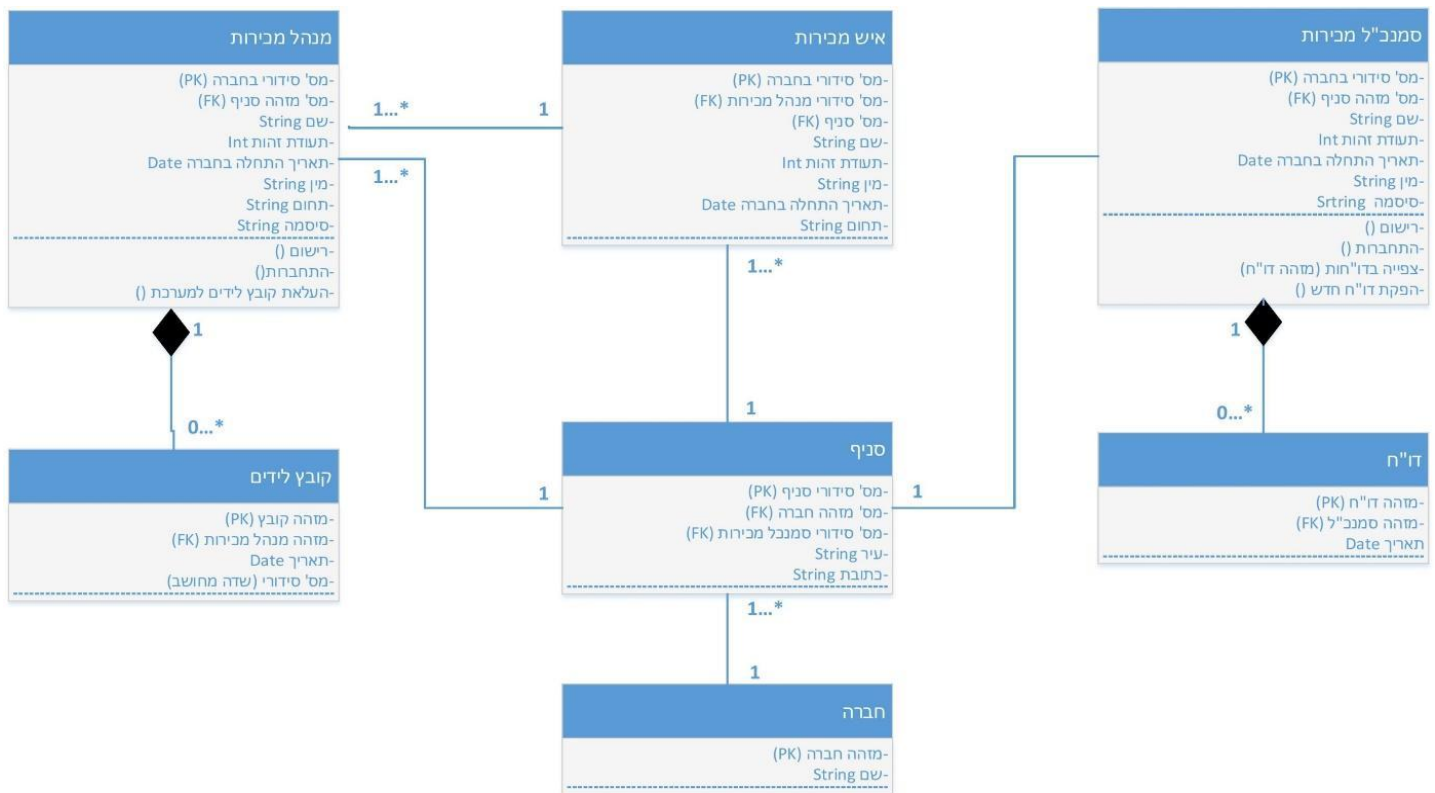 סמנכ"ל מכירות
-מס' סידורי בחברה (PK)
-מס' מזהה סניף (FK)
-שם String
-תעודת זהות Int
-תאריך התחלה בחברה Date
-מין String
-סיסמה Srtring
-רישום ()
-התחברות ()
-צפייה בדו"חות (מזהה דו"ח)
-הפקת דו"ח חדש ()
1
0...*
דו"ח
-מזהה דו"ח (PK)
-מזהה סמנכ"ל (FK)
תאריך Date
איש מכירות
-מס' סידורי בחברה (PK)
-מס' סידורי מנהל מכירות (FK)
-מס' סניף (FK)
-שם String
-תעודת זהות Int
-מין String
-תאריך התחלה בחברה Date
-תחום String
1
1...*
1...*
1
סניף
-מס' סידורי סניף (PK)
-מס' מזהה חברה (FK)
-מס' סידורי סמנכל מכירות (FK)
-עיר String
-כתובת String
1
1
1...*
1
חברה
-מזהה חברה (PK)
-שם String
מנהל מכירות
-מס' סידורי בחברה (PK)
-מס' מזהה סניף (FK)
-שם String
-תעודת זהות Int
-תאריך התחלה בחברה Date
-מין String
-תחום String
-סיסמה String
-רישום ()
-התחברות()
-העלאת קובץ לידים למערכת ()
1...*
1
0...*
קובץ לידים
-מזהה קובץ (PK)
-מזהה מנהל מכירות (FK)
-תאריך Date
-מס' סידורי (שדה מחושב)